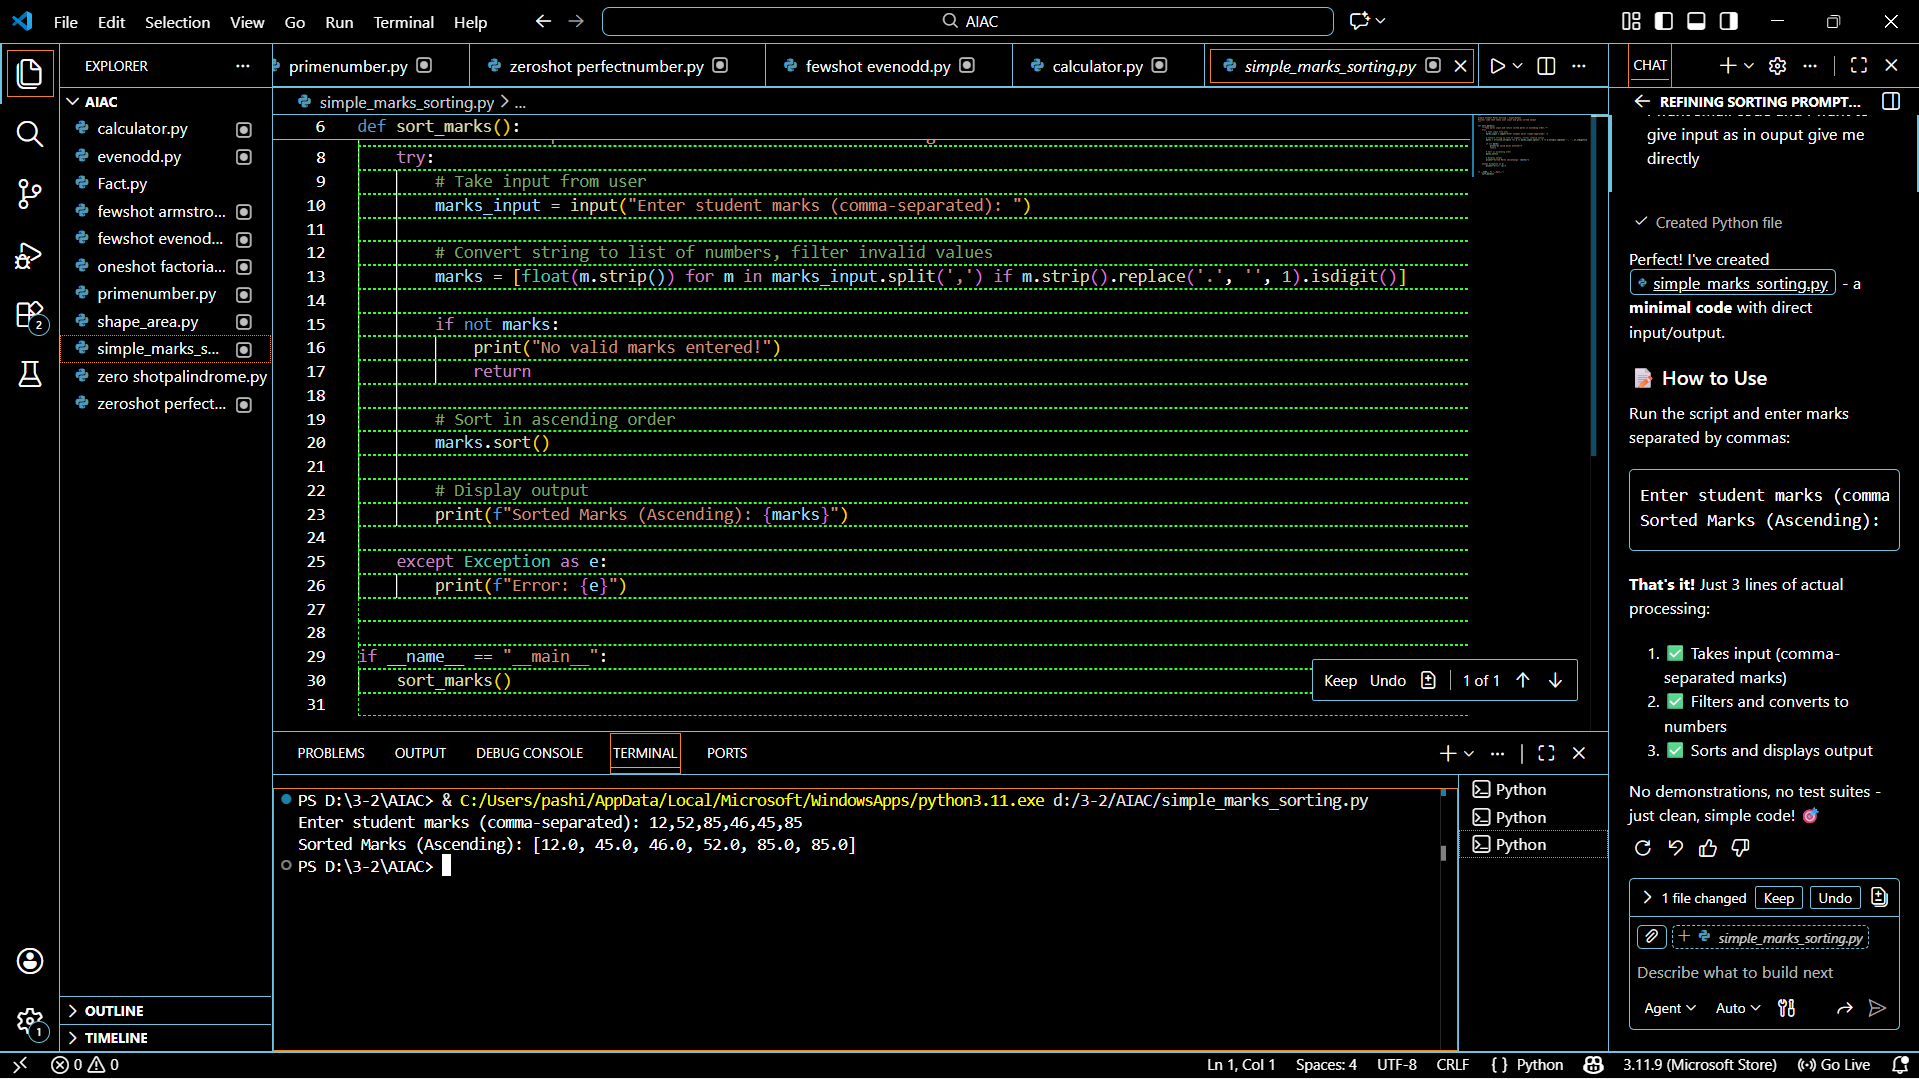 File Edit Selection View Go Run Terminal Help
AIAC
EXPLORER
AIAC
calculator.py
evenodd.py
Fact.py
fewshot armstro...
fewshot evenod...
oneshot factoria...
primenumber.py
shape_area.py
simple_marks_s...
zero shotpalindrome.py
zeroshot perfect...
OUTLINE
TIMELINE
2
1
primenumber.py
zeroshot perfectnumber.py
fewshot evenodd.py
calculator.py
simple_marks_sorting.py
simple_marks_sorting.py > ...
6 def sort_marks():
8 try:
9 # Take input from user
10 marks_input = input("Enter student marks (comma-separated): ")
11
12 # Convert string to list of numbers, filter invalid values
13 marks = [float(m.strip()) for m in marks_input.split(',') if m.strip().replace('.', '', 1).isdigit()]
14
15 if not marks:
16 print("No valid marks entered!")
17 return
18
19 # Sort in ascending order
20 marks.sort()
21
22 # Display output
23 print(f"Sorted Marks (Ascending): {marks}")
24
25 except Exception as e:
26 print(f"Error: {e}")
27
28
29 if __name__ == "__main__":
30 sort_marks()
31
Keep Undo 1 of 1
PROBLEMS OUTPUT DEBUG CONSOLE TERMINAL PORTS
PS D:\3-2\AIAC> & C:/Users/pashi/AppData/Local/Microsoft/WindowsApps/python3.11.exe d:/3-2/AIAC/simple_marks_sorting.py
Enter student marks (comma-separated): 12,52,85,46,45,85
Sorted Marks (Ascending): [12.0, 45.0, 46.0, 52.0, 85.0, 85.0]
PS D:\3-2\AIAC>
Python
Python
Python
CHAT
REFINING SORTING PROMPT...
give input as in ouput give me
directly
Created Python file
Perfect! I've created
simple_marks_sorting.py - a
minimal code with direct
input/output.
📝 How to Use
Run the script and enter marks
separated by commas:
Enter student marks (comma
Sorted Marks (Ascending):
That's it! Just 3 lines of actual
processing:
1. ✅ Takes input (comma-
separated marks)
2. ✅ Filters and converts to
numbers
3. ✅ Sorts and displays output
No demonstrations, no test suites -
just clean, simple code! 🎯
1 file changed Keep Undo
simple_marks_sorting.py
Describe what to build next
Agent Auto
0 0
Ln 1, Col 1 Spaces: 4 UTF-8 CRLF { } Python 3.11.9 (Microsoft Store) Go Live